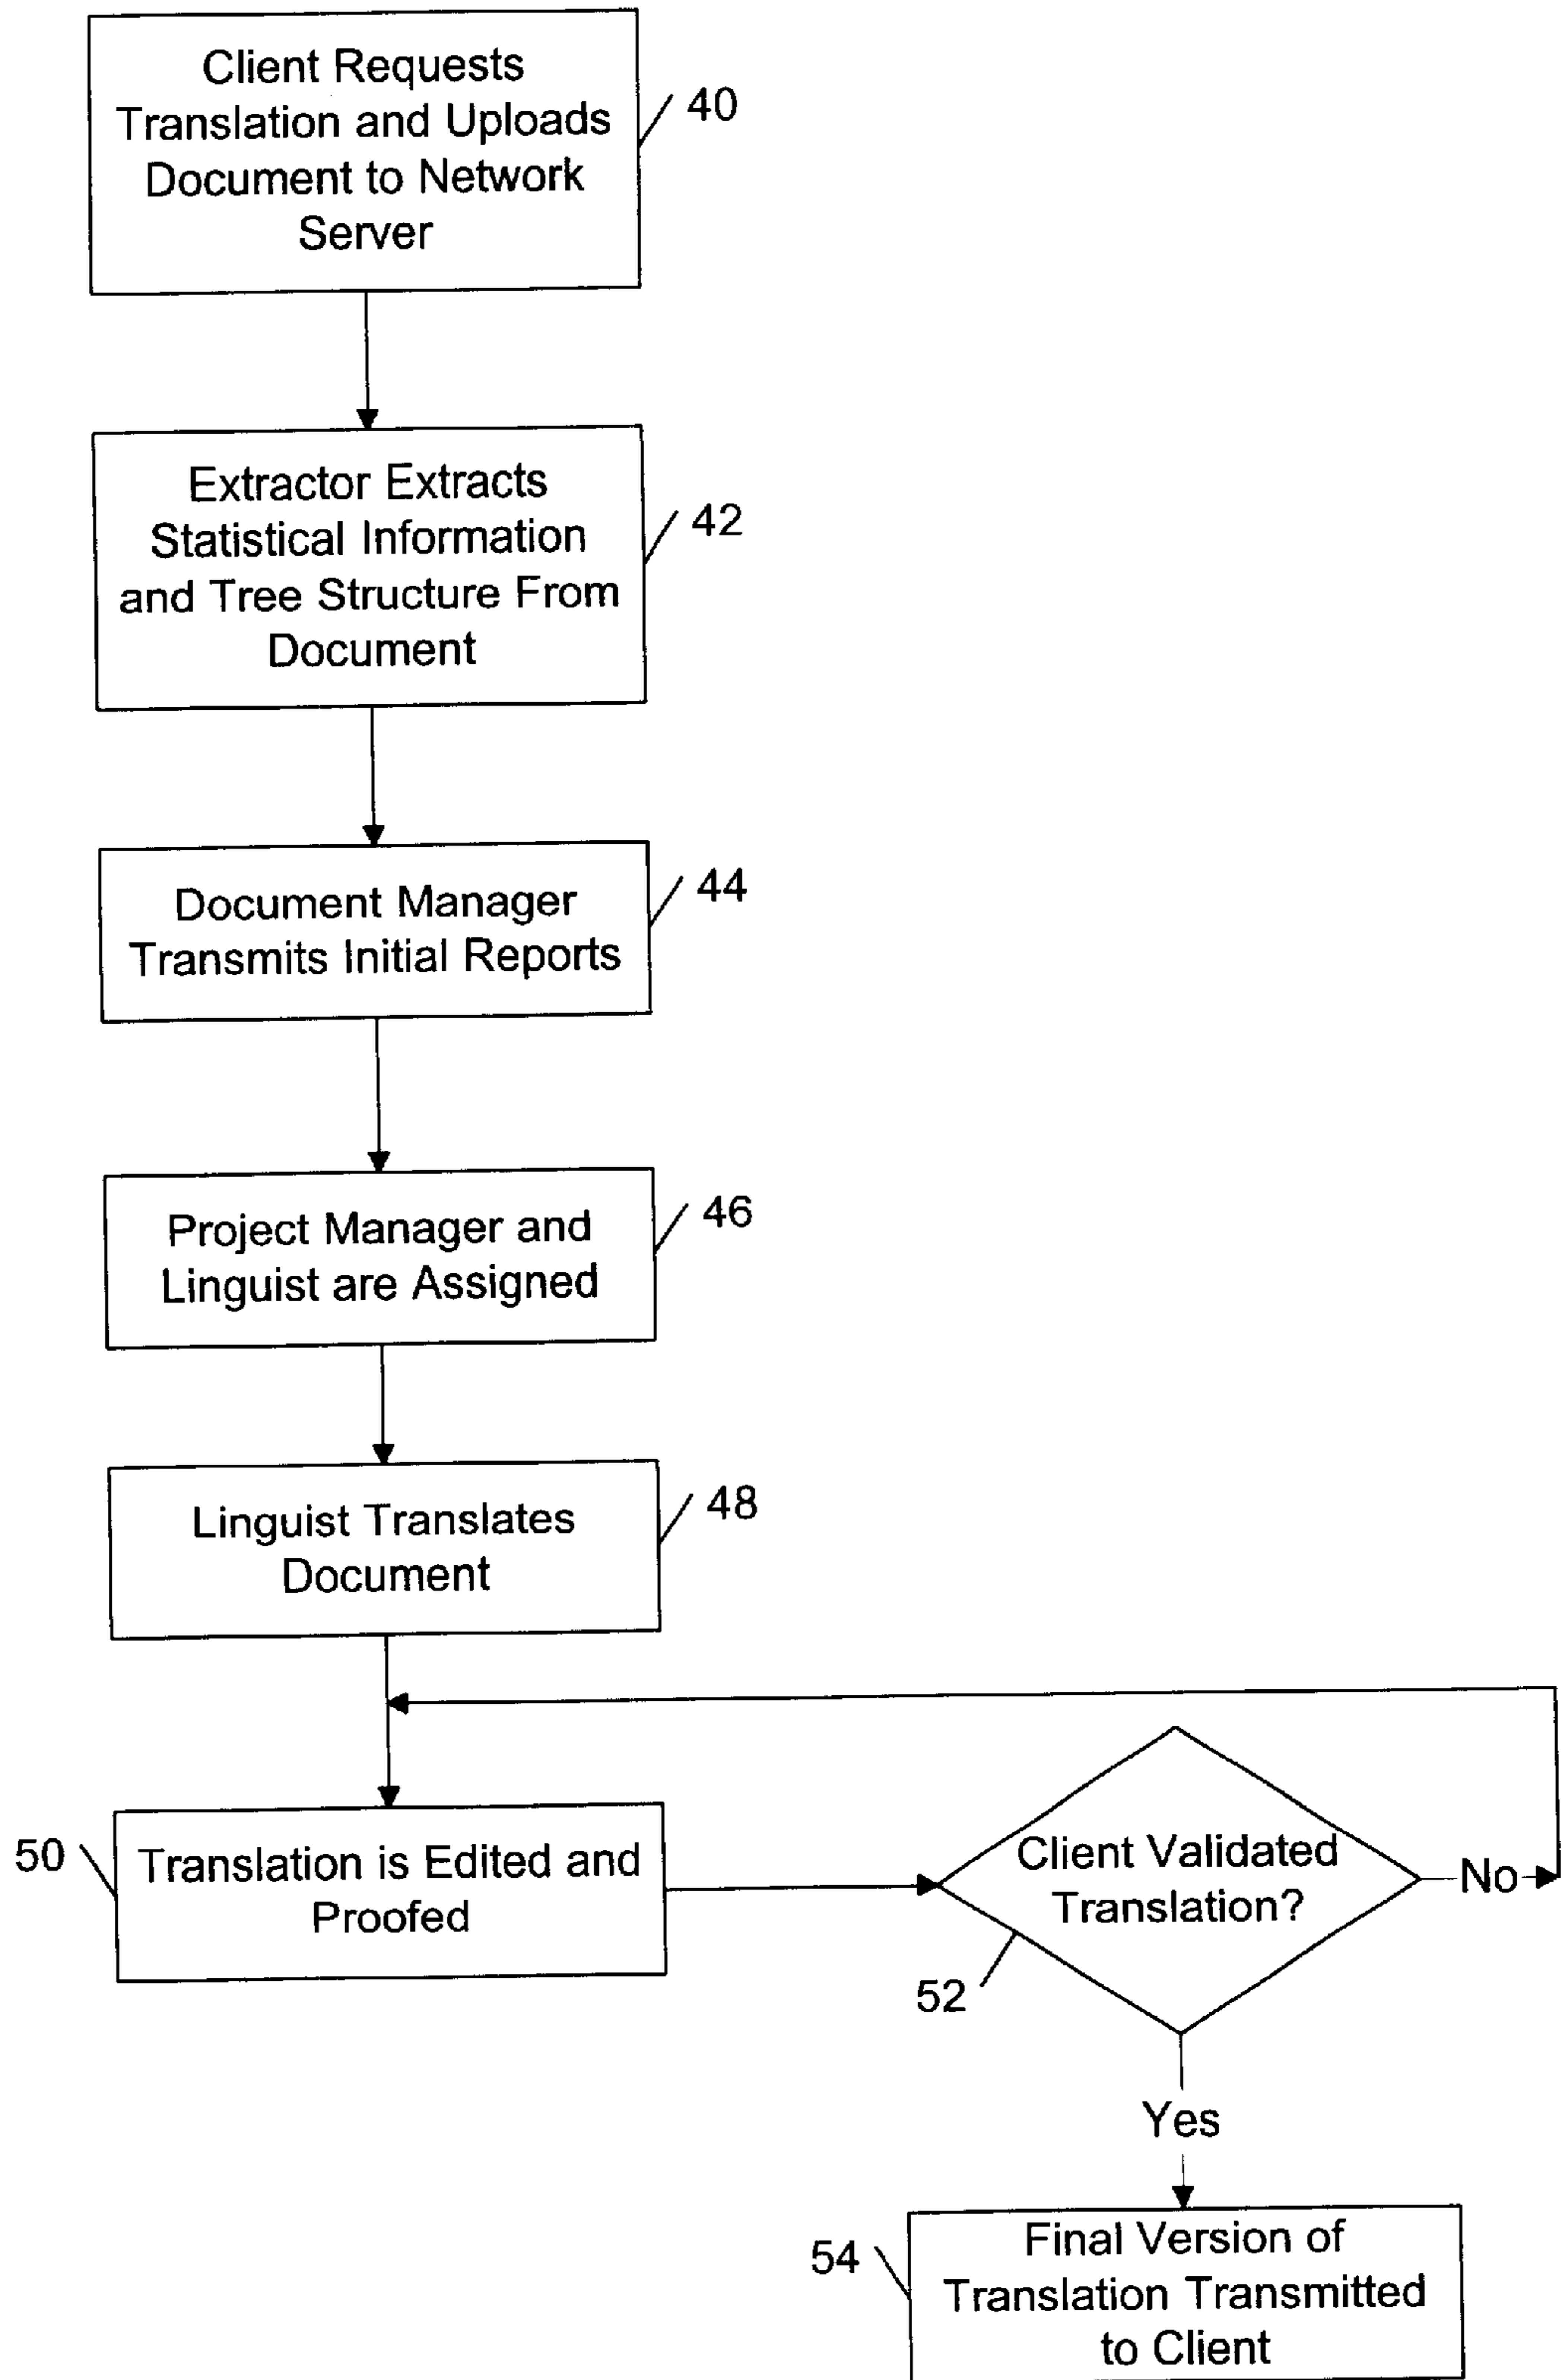 Client Requests
Translation and Uploads
Document to Network
Server
40
Extractor Extracts
Statistical Information
and Tree Structure From
Document
42
Document Manager
Transmits Initial Reports
44
Project Manager and
Linguist are Assigned
46
Linguist Translates
Document
48
50
Translation is Edited and
Proofed
Client Validated
Translation?
No
52
Yes
54
Final Version of
Translation Transmitted
to Client